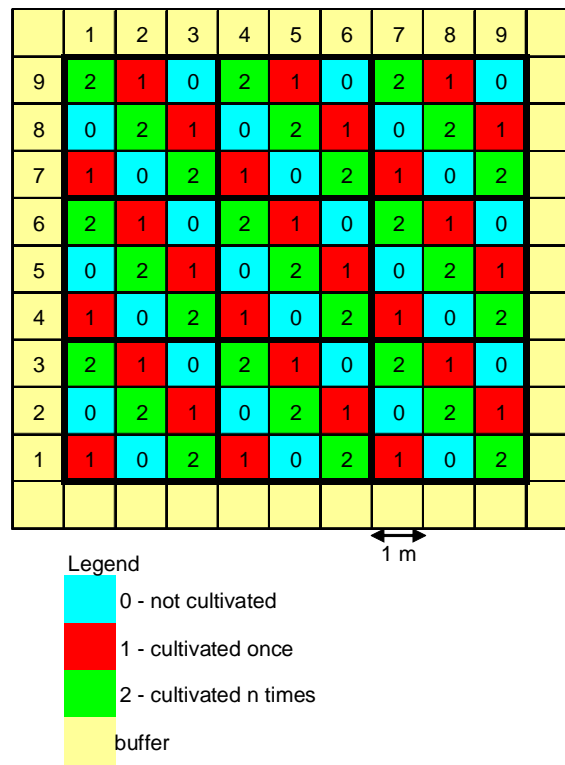 1 2 3 4 5 6 7 8 9
9 2 1 0 2 1 0 2 1 0
8 0 2 1 0 2 1 0 2 1
7 1 0 2 1 0 2 1 0 2
6 2 1 0 2 1 0 2 1 0
5 0 2 1 0 2 1 0 2 1
4 1 0 2 1 0 2 1 0 2
3 2 1 0 2 1 0 2 1 0
2 0 2 1 0 2 1 0 2 1
1 1 0 2 1 0 2 1 0 2
1 m
Legend
0 - not cultivated
1 - cultivated once
2 - cultivated n times
buffer